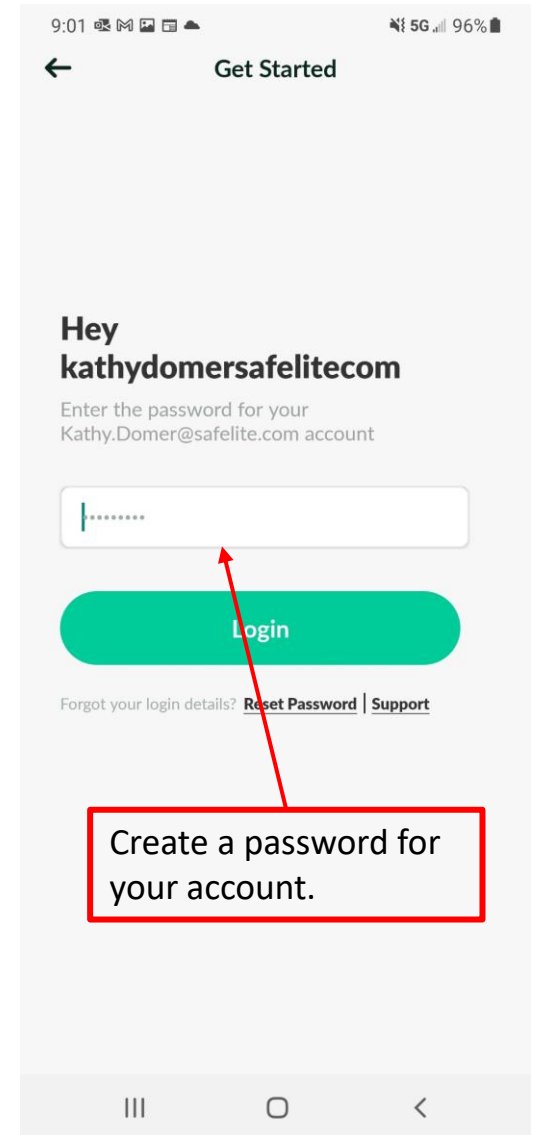 9:01 5G 96%
Get Started
Hey
kathydomersafelitecom
Enter the password for your
Kathy.Domer@safelite.com account
Login
Forgot your login details? Reset Password | Support
Create a password for
your account.